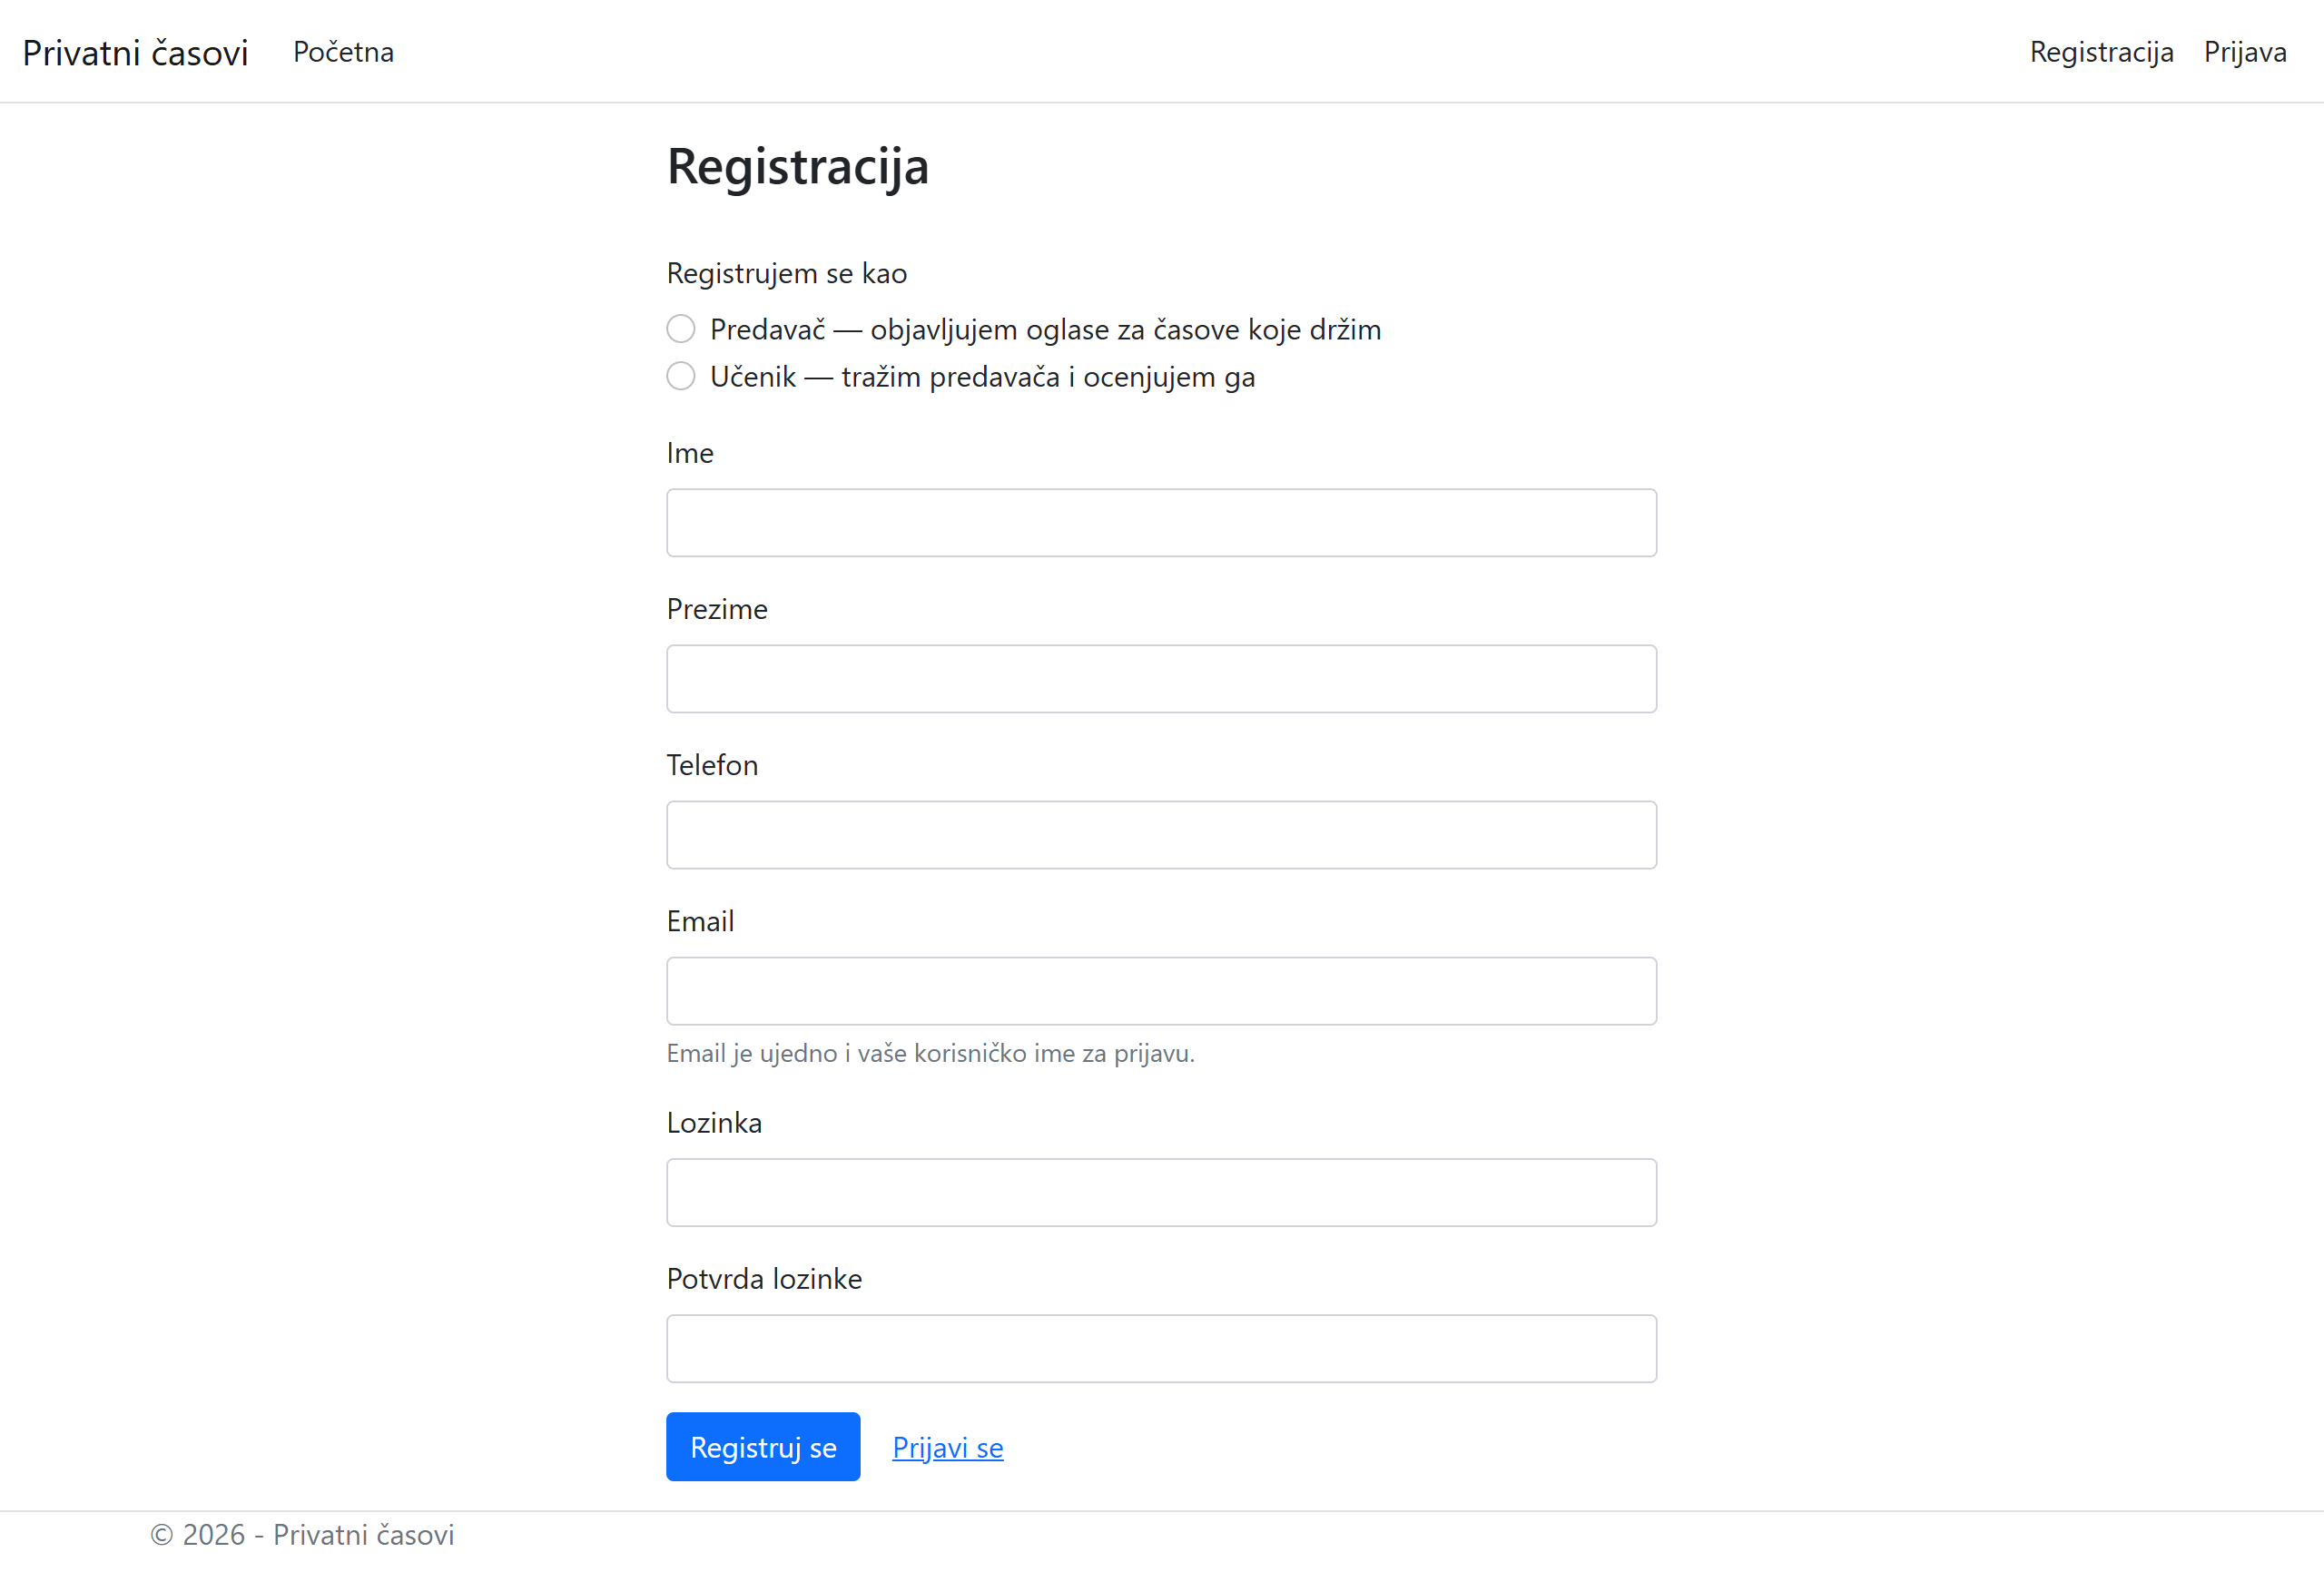 Privatni časovi Početna Registracija Prijava
Registracija
Registrujem se kao
Predavač — objavljujem oglase za časove koje držim
Učenik — tražim predavača i ocenjujem ga
Ime
Prezime
Telefon
Email
Email je ujedno i vaše korisničko ime za prijavu.
Lozinka
Potvrda lozinke
Registruj se Prijavi se
© 2026 - Privatni časovi